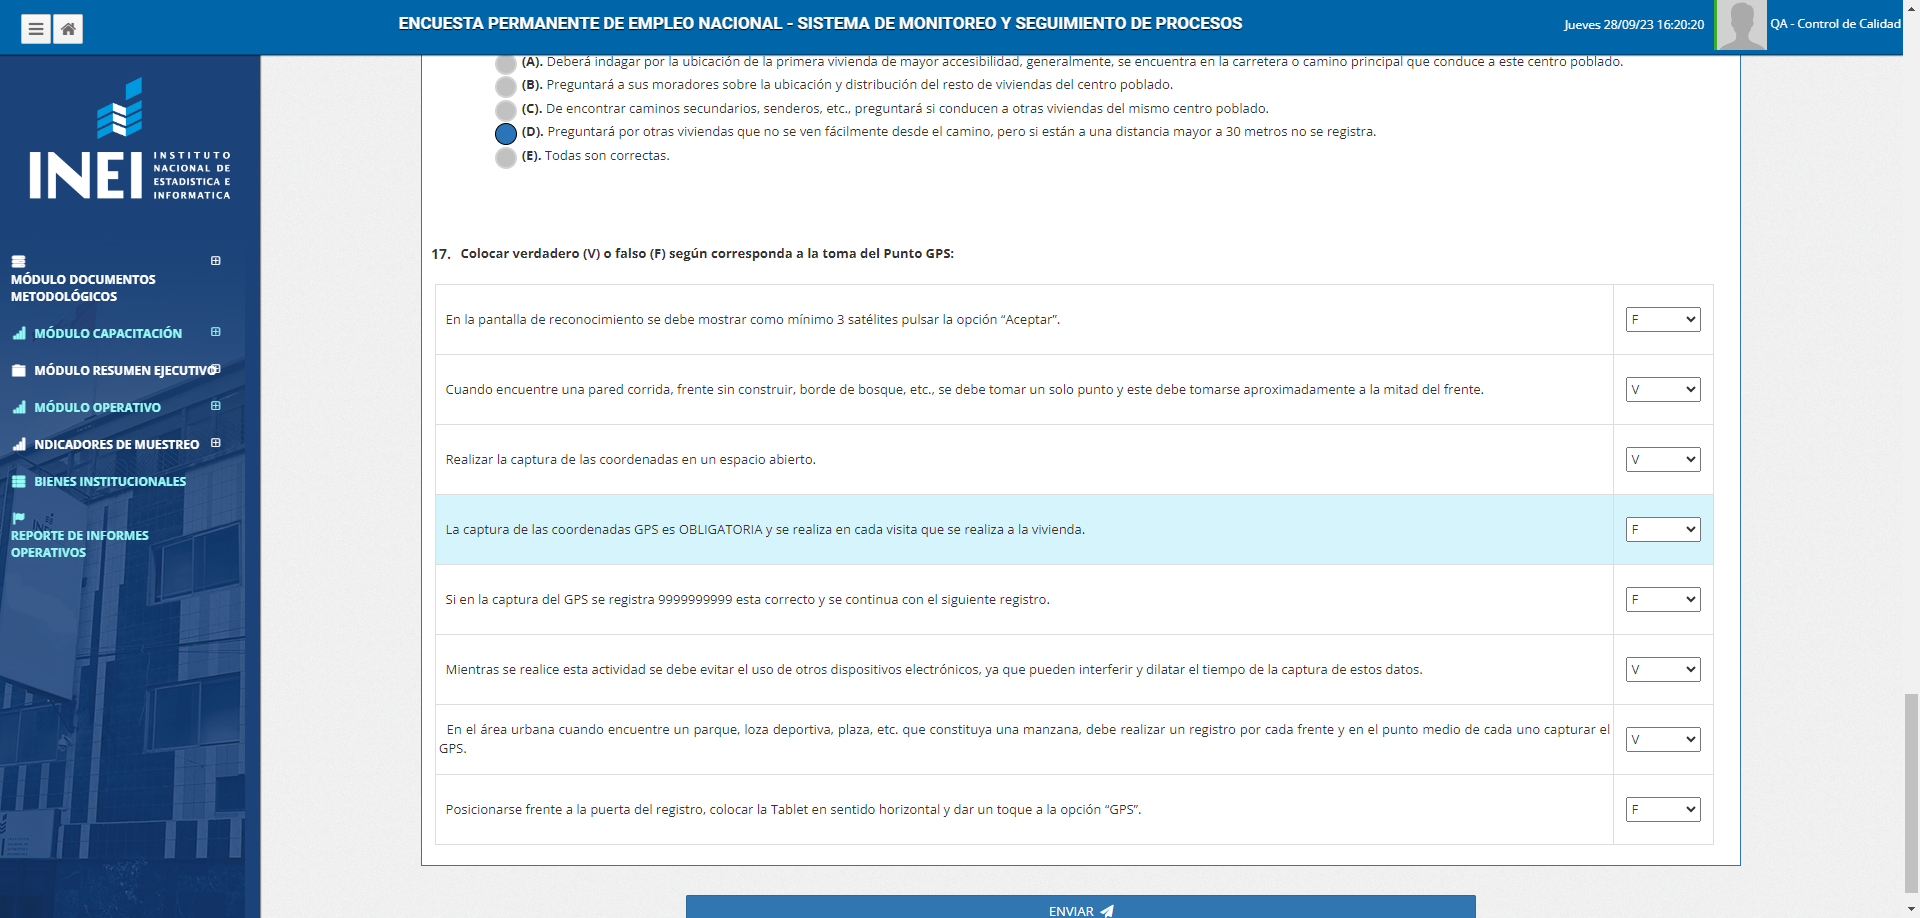 ENCUESTA PERMANENTE DE EMPLEO NACIONAL - SISTEMA DE MONITOREO Y SEGUIMIENTO DE PROCESOS
Jueves 28/09/23 16:20:20
QA - Control de Calidad
INEI
INSTITUTO
NACIONAL DE
ESTADISTICA E
INFORMATICA
MÓDULO DOCUMENTOS
METODOLÓGICOS
MÓDULO CAPACITACIÓN
MÓDULO RESUMEN EJECUTIVO
MÓDULO OPERATIVO
NDICADORES DE MUESTREO
BIENES INSTITUCIONALES
REPORTE DE INFORMES
OPERATIVOS
(A). Deberá indagar por la ubicación de la primera vivienda de mayor accesibilidad, generalmente, se encuentra en la carretera o camino principal que conduce a este centro poblado.
(B). Preguntará a sus moradores sobre la ubicación y distribución del resto de viviendas del centro poblado.
(C). De encontrar caminos secundarios, senderos, etc., preguntará si conducen a otras viviendas del mismo centro poblado.
(D). Preguntará por otras viviendas que no se ven fácilmente desde el camino, pero si están a una distancia mayor a 30 metros no se registra.
(E). Todas son correctas.
17. Colocar verdadero (V) o falso (F) según corresponda a la toma del Punto GPS:
En la pantalla de reconocimiento se debe mostrar como mínimo 3 satélites pulsar la opción “Aceptar”.
F
Cuando encuentre una pared corrida, frente sin construir, borde de bosque, etc., se debe tomar un solo punto y este debe tomarse aproximadamente a la mitad del frente.
V
Realizar la captura de las coordenadas en un espacio abierto.
V
La captura de las coordenadas GPS es OBLIGATORIA y se realiza en cada visita que se realiza a la vivienda.
F
Si en la captura del GPS se registra 9999999999 esta correcto y se continua con el siguiente registro.
F
Mientras se realice esta actividad se debe evitar el uso de otros dispositivos electrónicos, ya que pueden interferir y dilatar el tiempo de la captura de estos datos.
V
En el área urbana cuando encuentre un parque, loza deportiva, plaza, etc. que constituya una manzana, debe realizar un registro por cada frente y en el punto medio de cada uno capturar el
GPS.
V
Posicionarse frente a la puerta del registro, colocar la Tablet en sentido horizontal y dar un toque a la opción “GPS”.
F
ENVIAR